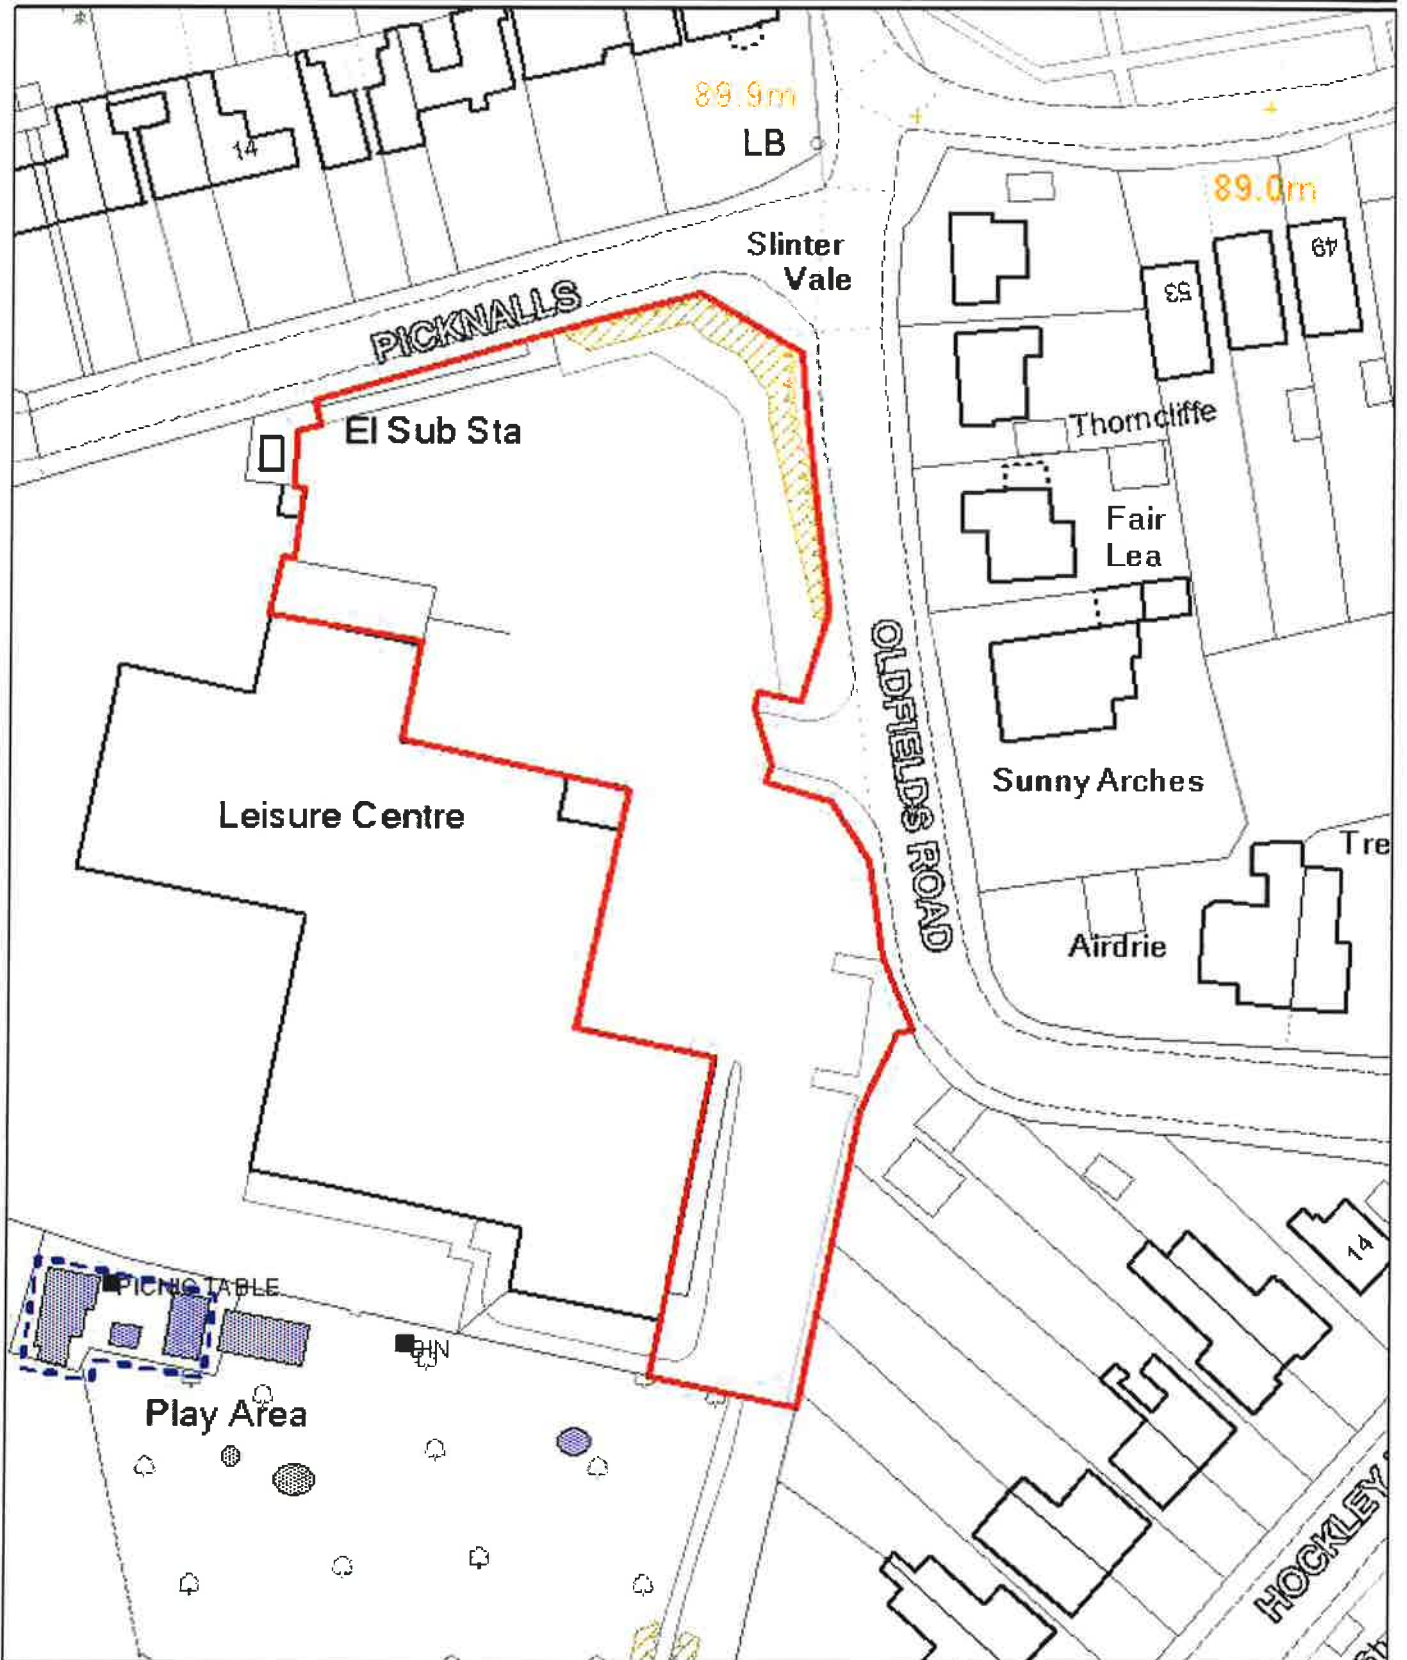 89.9m
LB
14
89.0m
Slinter
Vale
49
53
PICKNALLS
El Sub Sta
Thorncliffe
Fair
Lea
OLDFIELDS ROAD
Sunny Arches
Leisure Centre
Tre
Airdrie
14
PICNIC TABLE
BIN
Play Area
HOCKLEY